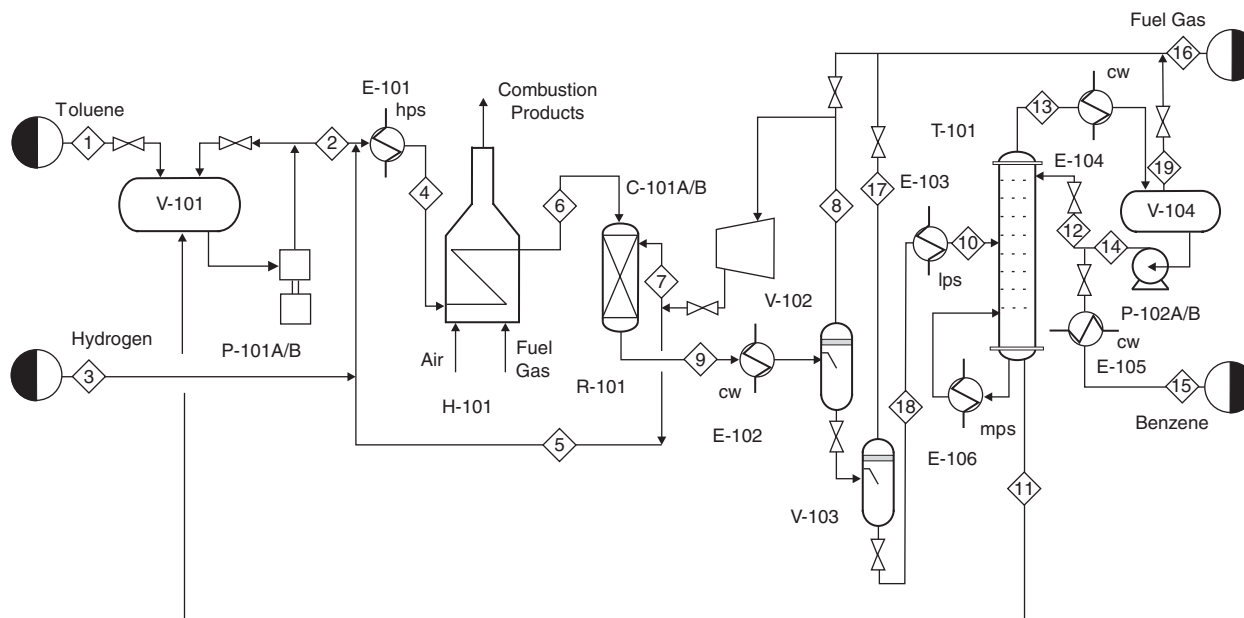 Fuel Gas
16
cw
E-101
hps
Combustion
Products
13
Toluene
T-101
1
2
E-104
4
6
C-101A/B
17
E-103
19
V-101
8
V-104
12
14
10
7
lps
V-102
Hydrogen
P-101A/B
Air
Fuel
Gas
R-101
P-102A/B
cw
E-105
3
9
cw
15
H-101
18
mps
Benzene
E-102
5
E-106
11
V-103